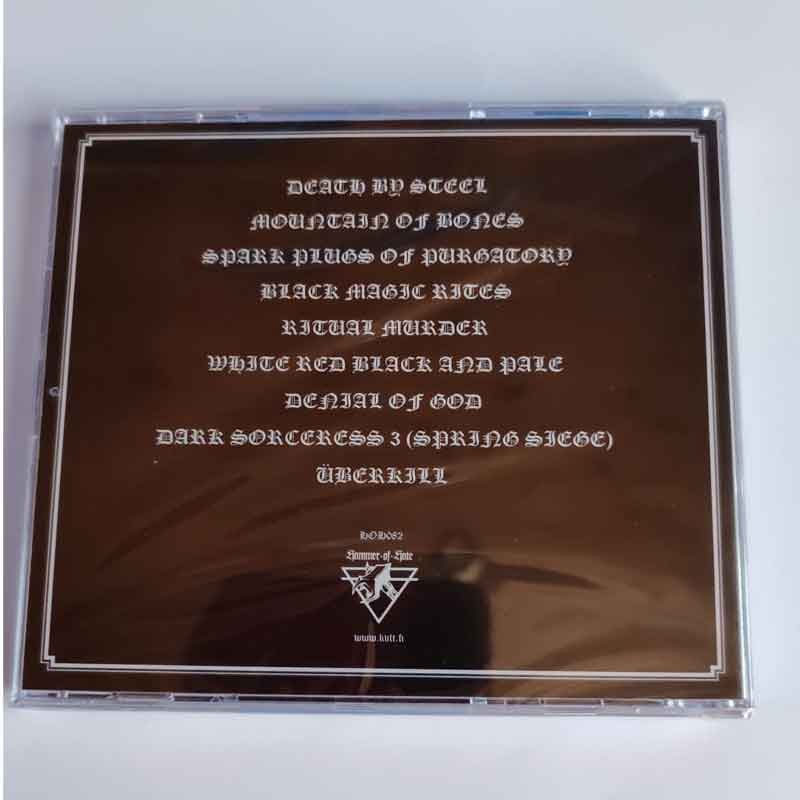 DEATH BY STEEL
MOUNTAIN OF BONES
SPARK PLUGS OF PURGATORY
BLACK MAGIC RITES
RITUAL MURDER
WHITE RED BLACK AND PALE
DENIAL OF GOD
DARK SORCERESS 3 (SPRING SIEGE)
ÜBERKILL
HOH082
Hammer-of-Hate
www.kvlt.fi